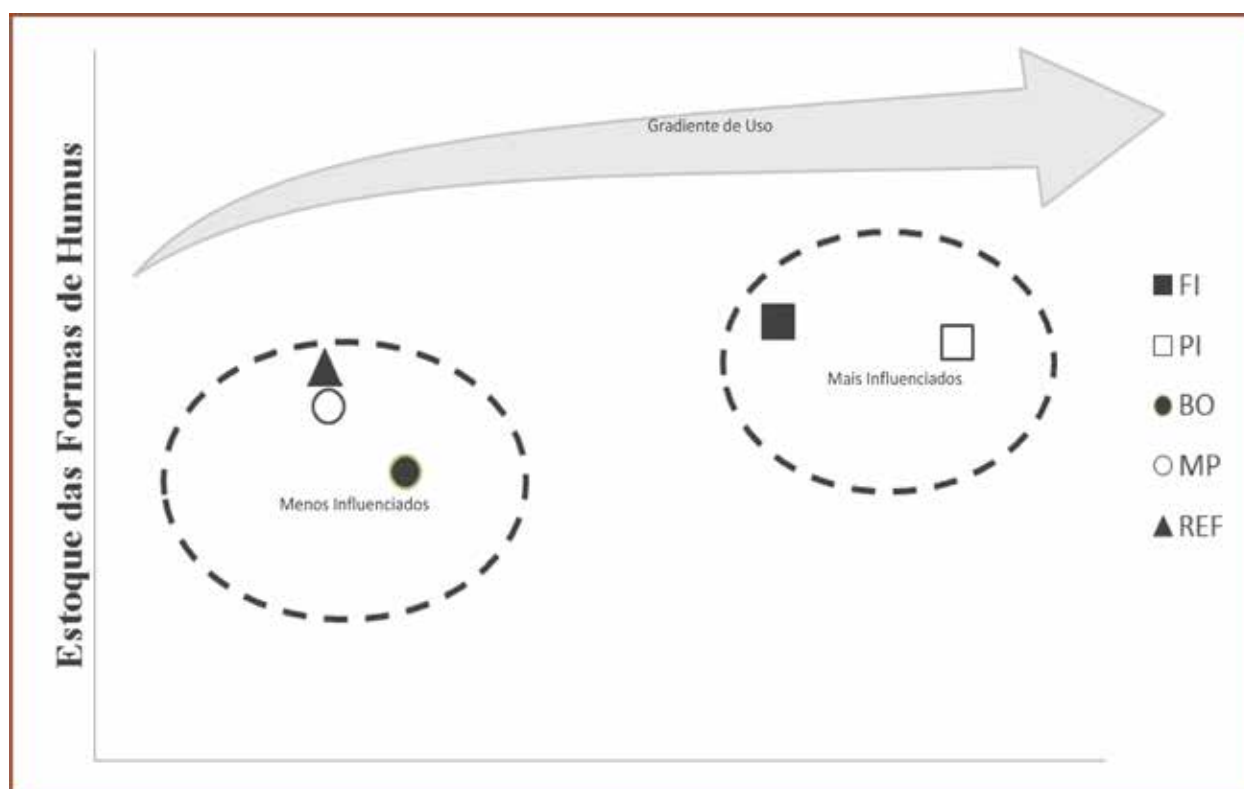 Gradiente de Uso
Estoque das Formas de Humus
Mais Influenciados
Menos Influenciados
FI
PI
BO
MP
REF